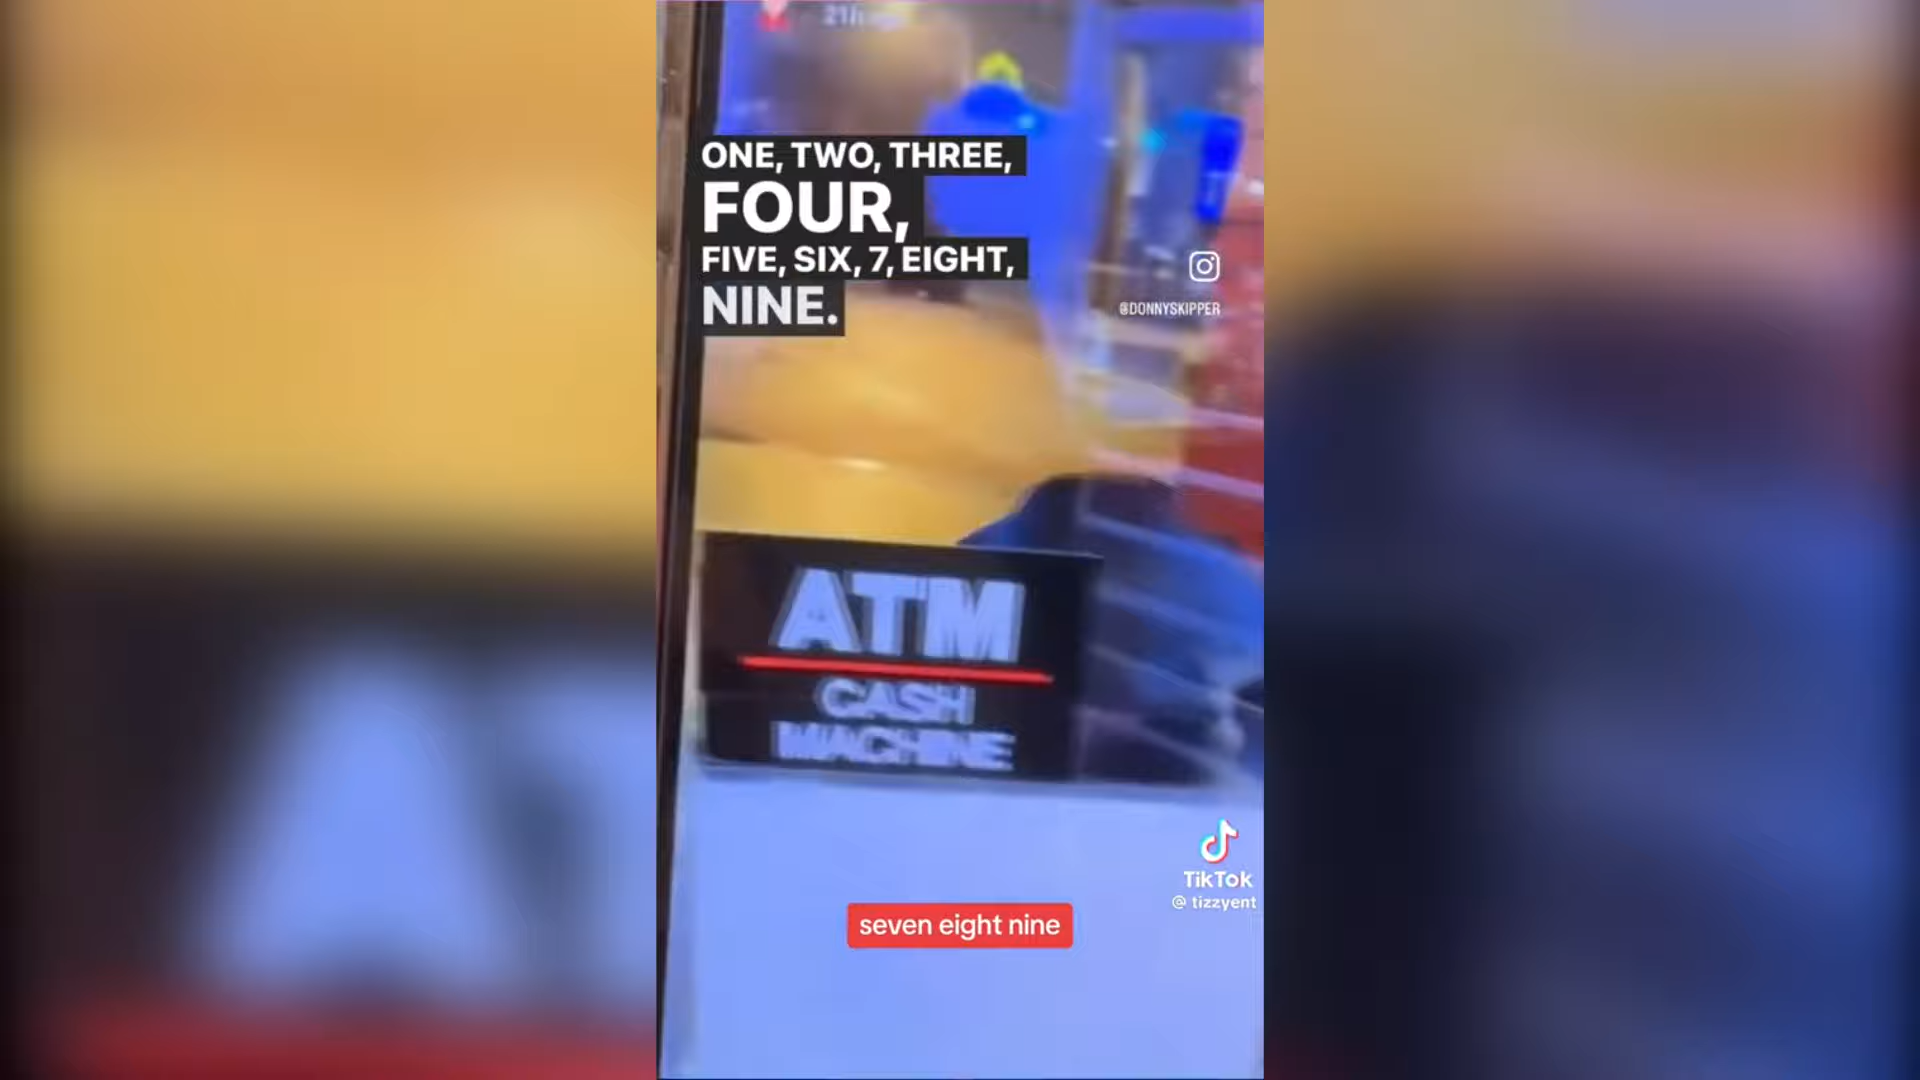 ONE, TWO, THREE,
FOUR,
FIVE, SIX, 7, EIGHT,
NINE.
@DONNYSKIPPER
ATM
CASH
MACHINE
TikTok
@ tizzyent
seven eight nine